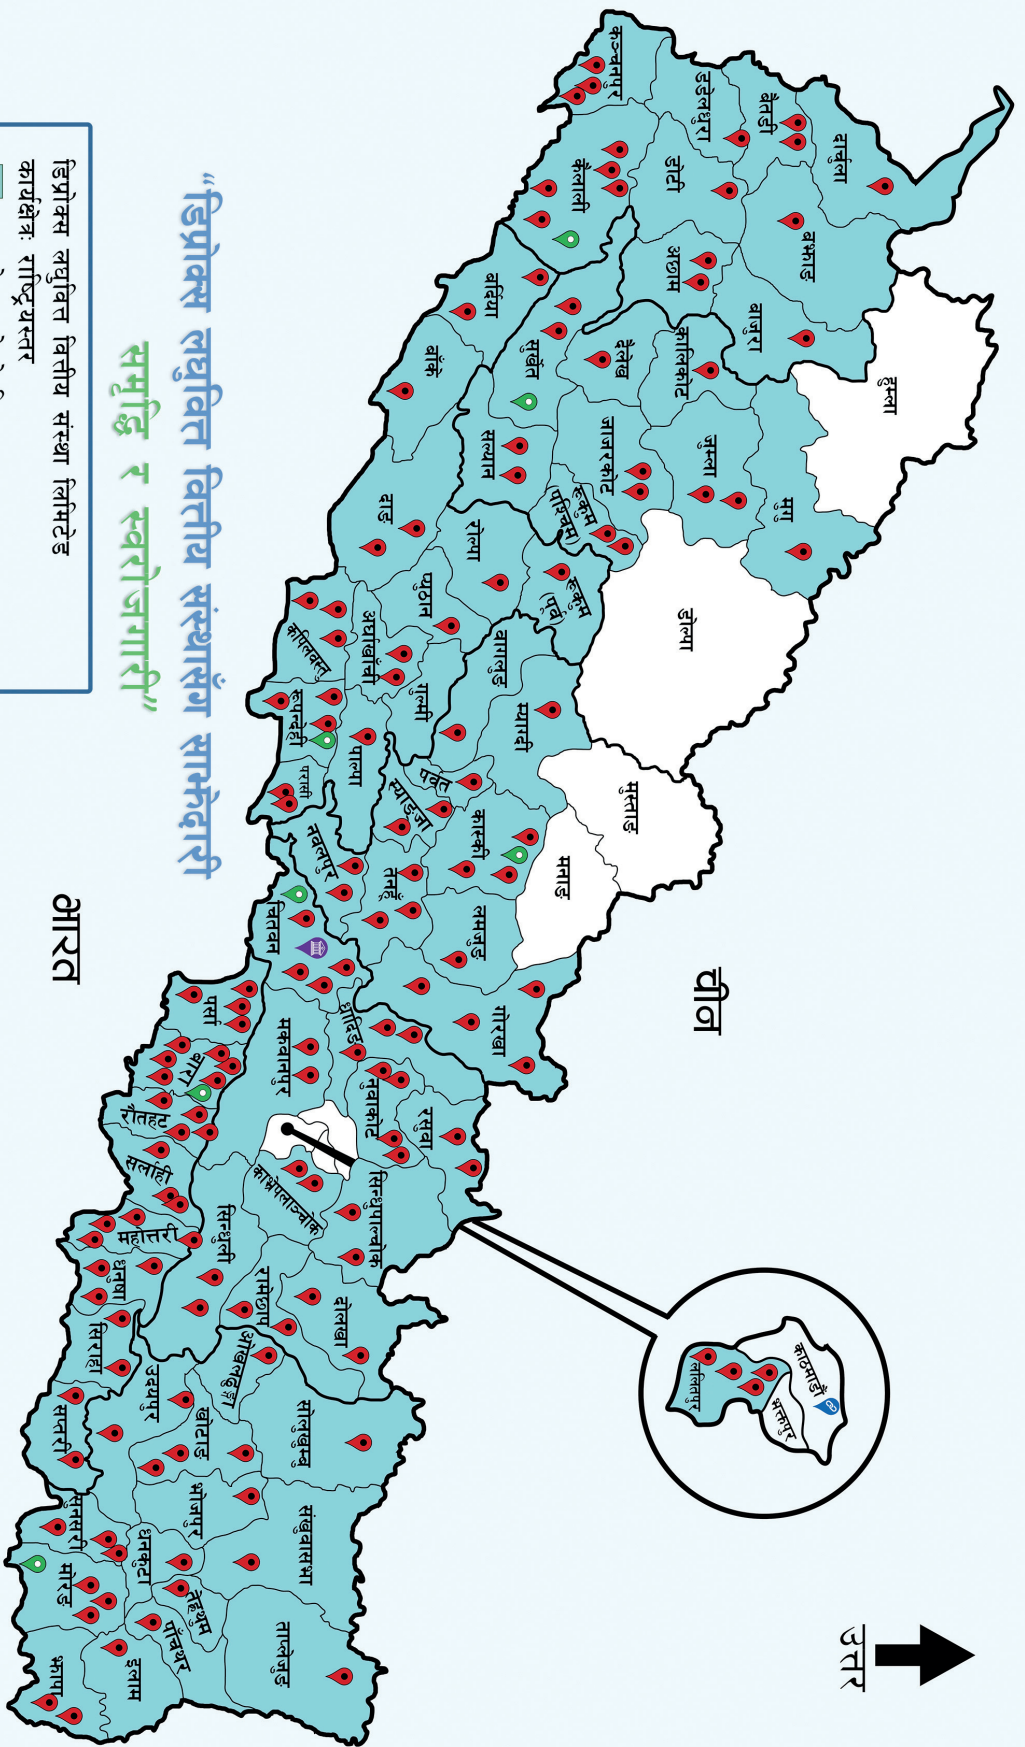 चीन
उत्तर
दार्चुला
बैतडी
डडेल्धुरा
कञ्चनपुर
बझाङ
डोटी
कैलाली
अछाम
बाजुरा
हुम्ला
बर्दिया
सुर्खेत
दैलेख
कालिकोट
बाँके
सल्यान
जाजरकोट
जुम्ला
मुगु
रूकुम
(पश्चिम)
दाङ
रोल्पा
रूकुम
(पूर्व)
डोल्पा
प्युठान
कपिलवस्तु
अर्घाखाँची
गुल्मी
बागलुङ
म्याग्दी
मुस्ताङ
रूपन्देही
पाल्पा
परासी
पर्वत
स्याङ्जा
कास्की
मनाङ
नवलपुर
तनहुँ
लमजुङ
चितवन
गोरखा
धादिङ
पर्सा
मकवानपुर
बारा
नुवाकोट
रसुवा
रौतहट
काभ्रेपलाञ्चोक
सिन्धुपाल्चोक
सर्लाही
सिन्धुली
महोत्तरी
रामेछाप
दोलखा
धनुषा
काठमाडौं
भक्तपुर
ललितपुर
सिराहा
ओखलढुङ्गा
उदयपुर
खोटाङ
सोलुखुम्बु
सप्तरी
भोजपुर
संखुवासभा
सुनसरी
धनकुटा
मोरङ
तेह्रथुम
पाँचथर
ताप्लेजुङ
इलाम
झापा
भारत
“डिप्रोक्स लघुवित्त वित्तीय संस्थासँग साझेदारी
समृद्धि र स्वरोजगारी”
डिप्रोक्स लघुवित्त वित्तीय संस्था लिमिटेड
कार्यक्षेत्रः राष्ट्रियस्तर